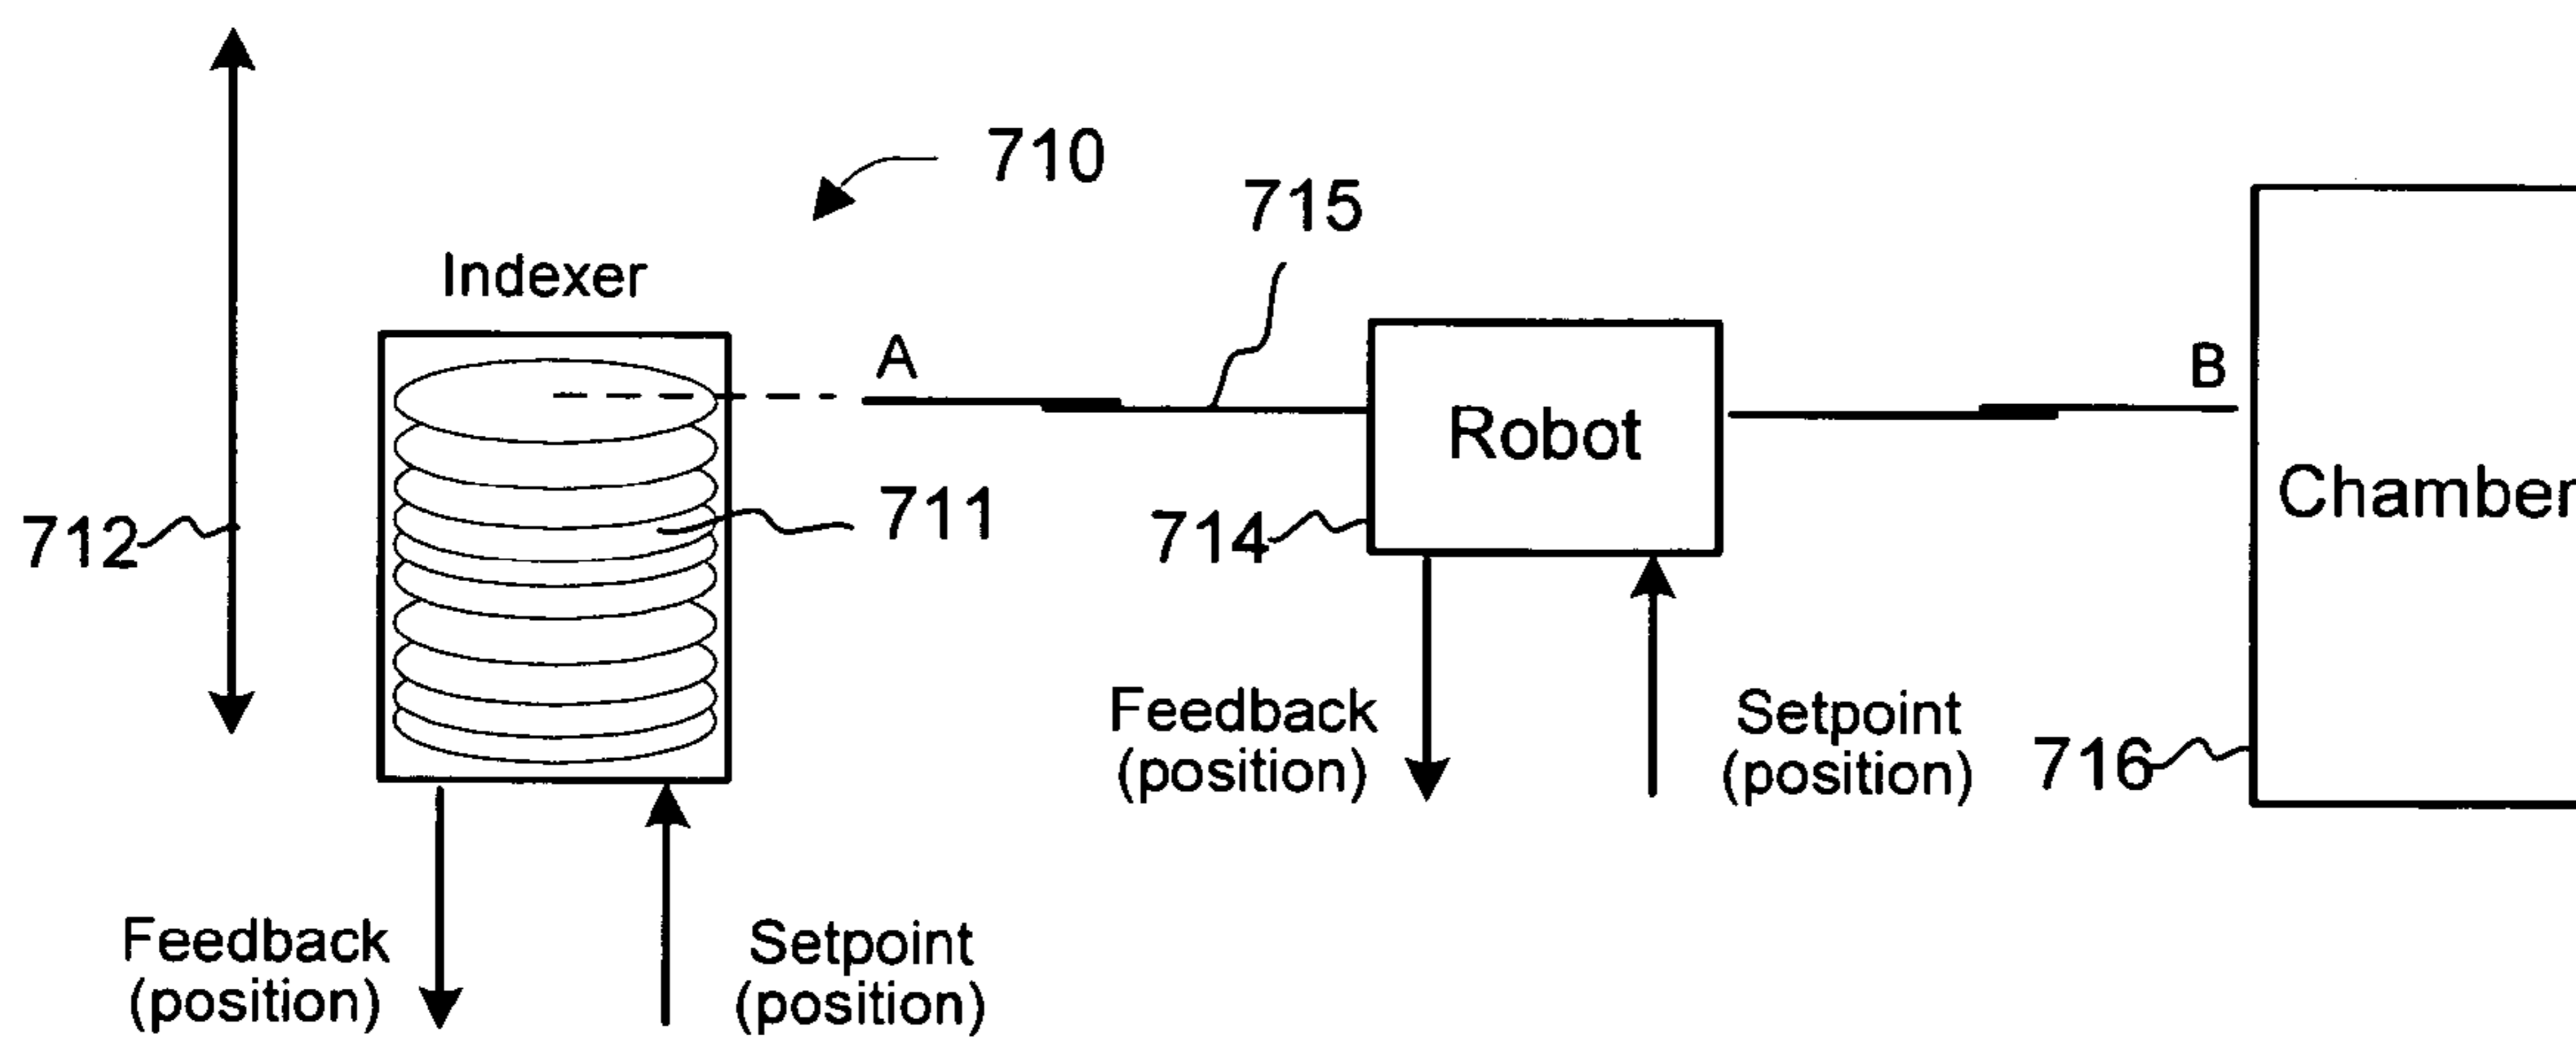 710
715
Indexer
A
B
Robot
Chamber
711
712
714
Feedback
(position)
Setpoint
(position)
716
Feedback
(position)
Setpoint
(position)